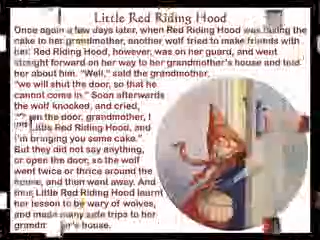 Little Red Riding Hood
Once again a few days later, when Red Riding Hood was taking the
cake to her grandmother, another wolf tried to make friends with
her. Red Riding Hood, however, was on her guard, and went
straight forward on her way to her grandmother's house and told
her about him. "Well," said the grandmother,
"we will shut the door, so that he
cannot come in." Soon afterwards
the wolf knocked, and cried,
the door, grandmother, I
Little Red Riding Hood, and
I'm bringing you some cake".
But they did not say anything,
or open the door, so the wolf
went twice or thrice around the
house, and then went away. And
Little Red Riding Hood learnt
her lesson to be wary of wolves,
and made many safe trips to her
house.